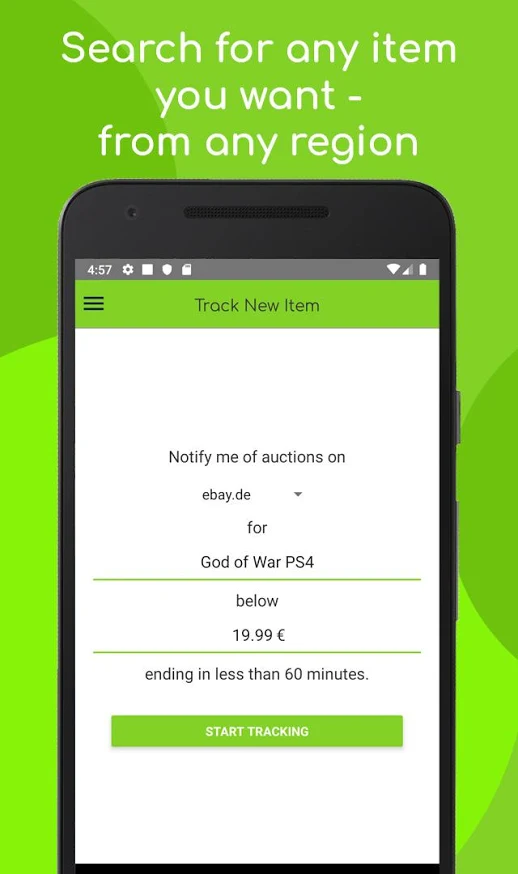 Search for any item
you want -
from any region
4:57
Track New Item
Notify me of auctions on
ebay.de
for
God of War PS4
below
19.99 €
ending in less than 60 minutes.
START TRACKING